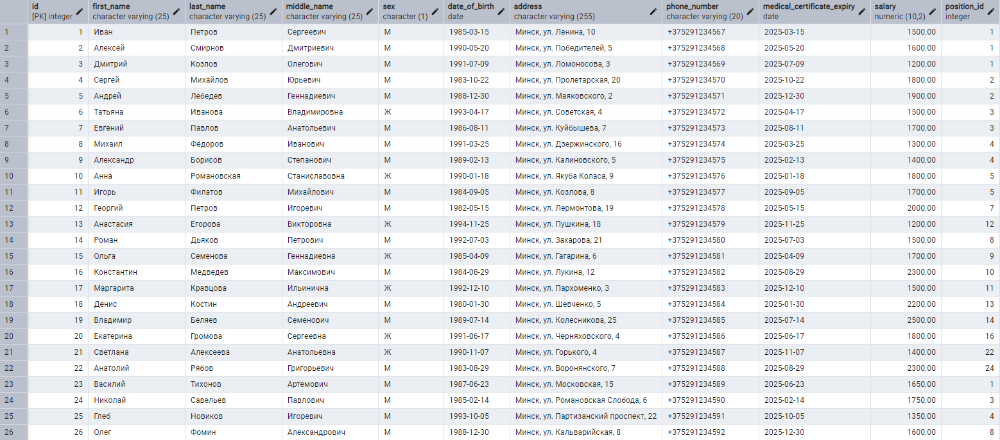 id first_name last_name middle_name sex date_of_birth address phone_number medical_certificate_expiry salary position_id
[PK] integer character varying (25) character varying (25) character varying (25) character (1) date character varying (255) character varying (20) date numeric (10,2) integer
1 1 Иван Петров Сергеевич М 1985-03-15 Минск, ул. Ленина, 10 +375291234567 2025-03-15 1500.00 1
2 2 Алексей Смирнов Дмитриевич М 1990-05-20 Минск, ул. Победителей, 5 +375291234568 2025-05-20 1600.00 1
3 3 Дмитрий Козлов Олегович М 1991-07-09 Минск, ул. Ломоносова, 3 +375291234569 2025-07-09 1200.00 1
4 4 Сергей Михайлов Юрьевич М 1983-10-22 Минск, ул. Пролетарская, 20 +375291234570 2025-10-22 1800.00 2
5 5 Андрей Лебедев Геннадиевич М 1988-12-30 Минск, ул. Маяковского, 2 +375291234571 2025-12-30 1900.00 2
6 6 Татьяна Иванова Владимировна Ж 1993-04-17 Минск, ул. Советская, 4 +375291234572 2025-04-17 1500.00 3
7 7 Евгений Павлов Анатольевич М 1986-08-11 Минск, ул. Куйбышева, 7 +375291234573 2025-08-11 1700.00 3
8 8 Михаил Фёдоров Иванович М 1991-03-25 Минск, ул. Дзержинского, 16 +375291234574 2025-03-25 1300.00 4
9 9 Александр Борисов Степанович М 1989-02-13 Минск, ул. Калиновского, 5 +375291234575 2025-02-13 1400.00 4
10 10 Анна Романовская Станиславовна Ж 1990-01-18 Минск, ул. Якуба Коласа, 9 +375291234576 2025-01-18 1800.00 5
11 11 Игорь Филатов Михайлович М 1984-09-05 Минск, ул. Козлова, 8 +375291234577 2025-09-05 1700.00 5
12 12 Георгий Петров Игоревич М 1982-05-15 Минск, ул. Лермонтова, 19 +375291234578 2025-05-15 2000.00 7
13 13 Анастасия Егорова Викторовна Ж 1994-11-25 Минск, ул. Пушкина, 18 +375291234579 2025-11-25 1200.00 12
14 14 Роман Дьяков Петрович М 1992-07-03 Минск, ул. Захарова, 21 +375291234580 2025-07-03 1500.00 8
15 15 Ольга Семенова Геннадиевна Ж 1985-04-09 Минск, ул. Гагарина, 6 +375291234581 2025-04-09 1700.00 9
16 16 Константин Медведев Максимович М 1984-08-29 Минск, ул. Лукина, 12 +375291234582 2025-08-29 2300.00 10
17 17 Маргарита Кравцова Ильинична Ж 1992-12-10 Минск, ул. Пархоменко, 3 +375291234583 2025-12-10 1500.00 11
18 18 Денис Костин Андреевич М 1980-01-30 Минск, ул. Шевченко, 5 +375291234584 2025-01-30 2200.00 13
19 19 Владимир Беляев Семенович М 1989-07-14 Минск, ул. Колесникова, 25 +375291234585 2025-07-14 2500.00 14
20 20 Екатерина Громова Сергеевна Ж 1991-06-17 Минск, ул. Черняховского, 4 +375291234586 2025-06-17 1800.00 16
21 21 Светлана Алексеева Анатольевна Ж 1990-11-07 Минск, ул. Горького, 4 +375291234587 2025-11-07 1400.00 22
22 22 Анатолий Рябов Григорьевич М 1983-08-29 Минск, ул. Воронянского, 7 +375291234588 2025-08-29 2300.00 24
23 23 Василий Тихонов Артемович М 1987-06-23 Минск, ул. Московская, 15 +375291234589 2025-06-23 1650.00 1
24 24 Николай Савельев Павлович М 1985-02-14 Минск, ул. Романовская Слобода, 6 +375291234590 2025-02-14 1750.00 3
25 25 Глеб Новиков Игоревич М 1993-10-05 Минск, ул. Партизанский проспект, 22 +375291234591 2025-10-05 1350.00 4
26 26 Олег Фомин Александрович М 1988-12-30 Минск, ул. Кальварийская, 8 +375291234592 2025-12-30 1600.00 8